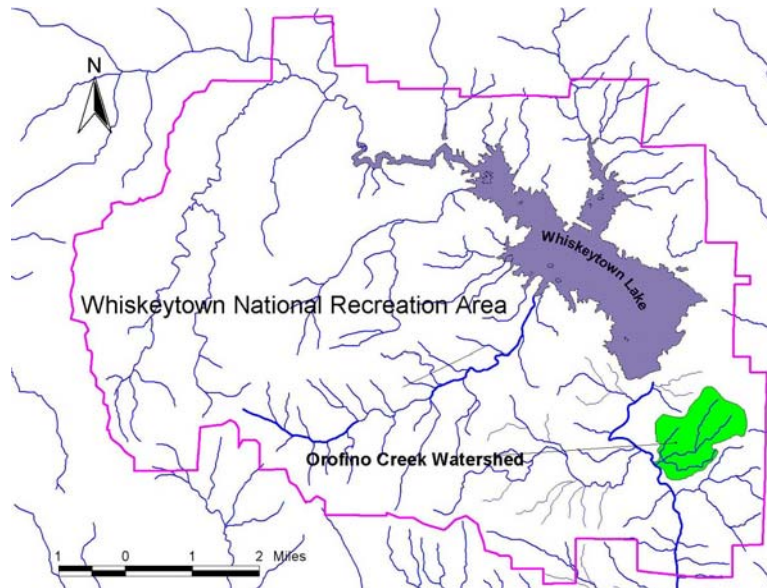 N
Whiskeytown Lake
Whiskeytown National Recreation Area
Orofino Creek Watershed
1 0 1 2 Miles